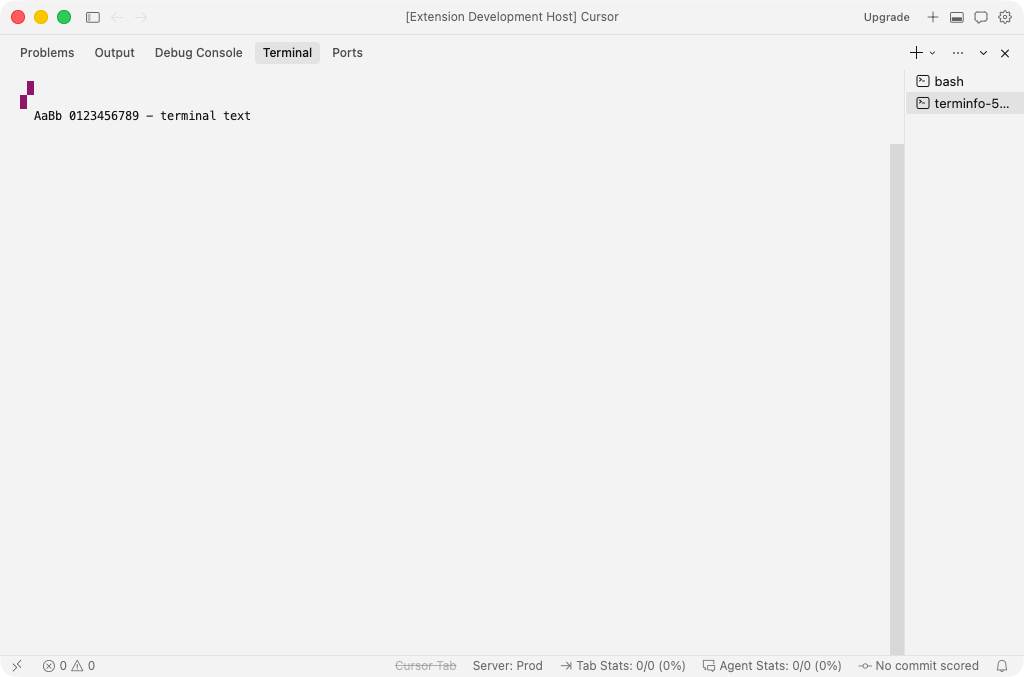 [Extension Development Host] Cursor
Upgrade
Problems Output Debug Console Terminal Ports
bash
terminfo-5...
AaBb 0123456789 — terminal text
0 0 Cursor Tab Server: Prod Tab Stats: 0/0 (0%) Agent Stats: 0/0 (0%) No commit scored